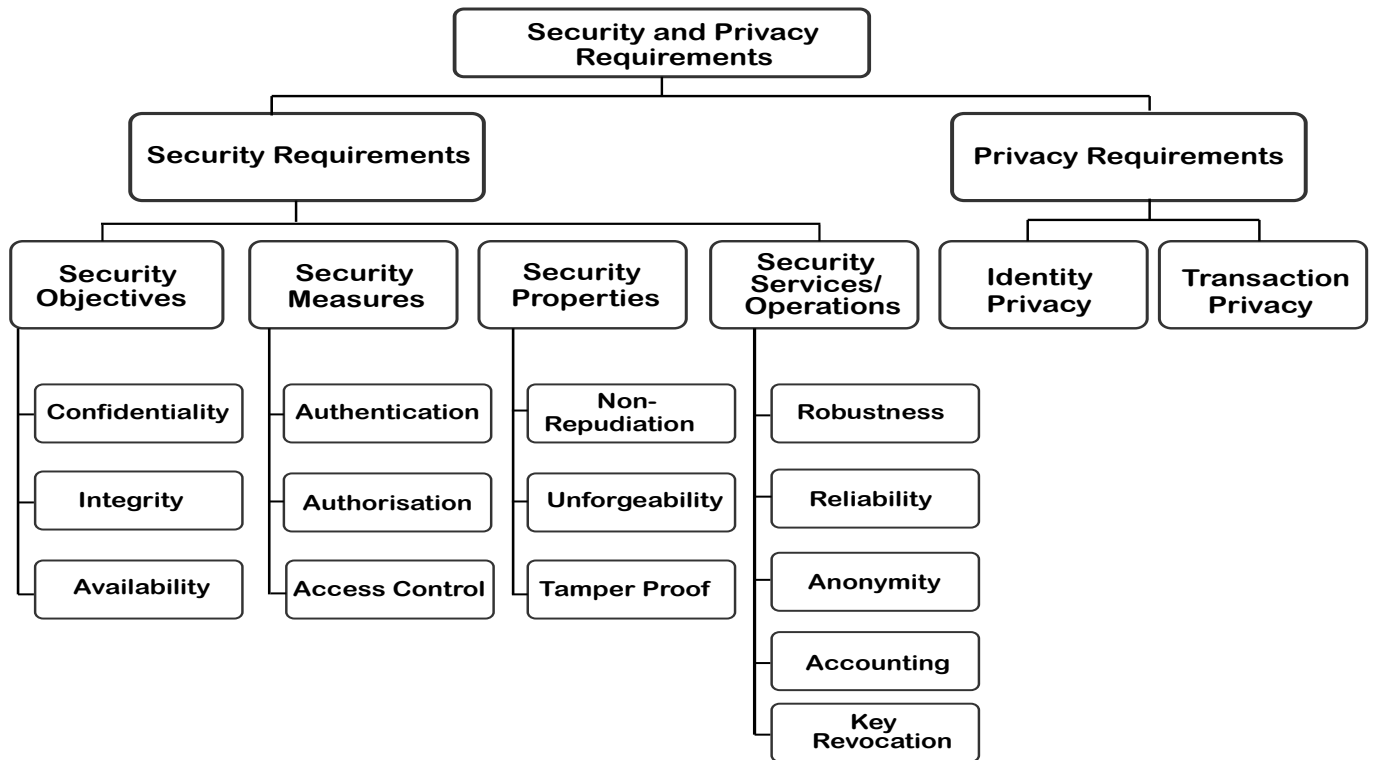 Security and Privacy
Requirements
Security Requirements
Privacy Requirements
Security
Objectives
Security
Measures
Security
Properties
Security
Services/
Operations
Identity
Privacy
Transaction
Privacy
Confidentiality
Authentication
Non-
Repudiation
Robustness
Integrity
Authorisation
Unforgeability
Reliability
Availability
Access Control
Tamper Proof
Anonymity
Accounting
Key
Revocation